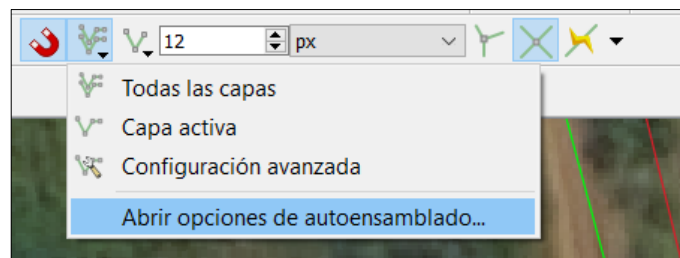 12 px
Todas las capas
Capa activa
Configuración avanzada
Abrir opciones de autoensamblado...